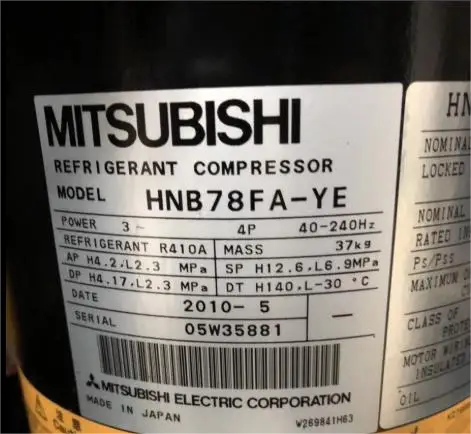 MITSUBISHI
REFRIGERANT COMPRESSOR
MODEL HNB78FA-YE
POWER 3~ 4P 40-240Hz
REFRIGERANT R410A MASS 37kg
AP H4.2,L2.3 MPa SP H12.6,L6.9MPa
DP H4.17,L2.3 MPa DT H140,L-30 °C
DATE 2010- 5
SERIAL 05W35881 —
MITSUBISHI ELECTRIC CORPORATION
MADE IN JAPAN W269841H63
HN
NOMINAL
LOCKED
NOMINAL
RATED
Ps/Pss
MAXIMUM
CLASS OF
MOTOR
OIL
注意